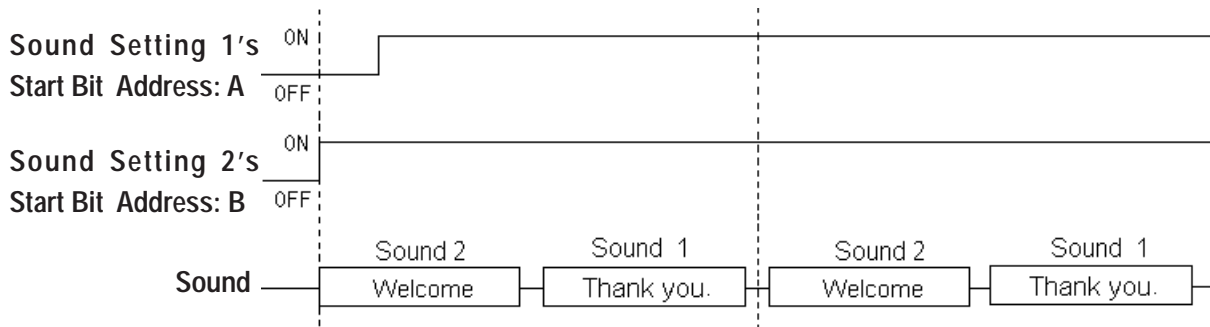 Sound Setting 1's
Start Bit Address: A
ON
OFF
Sound Setting 2's
Start Bit Address: B
ON
OFF
Sound
Sound 2
Sound 1
Sound 2
Sound 1
Welcome
Thank you.
Welcome
Thank you.